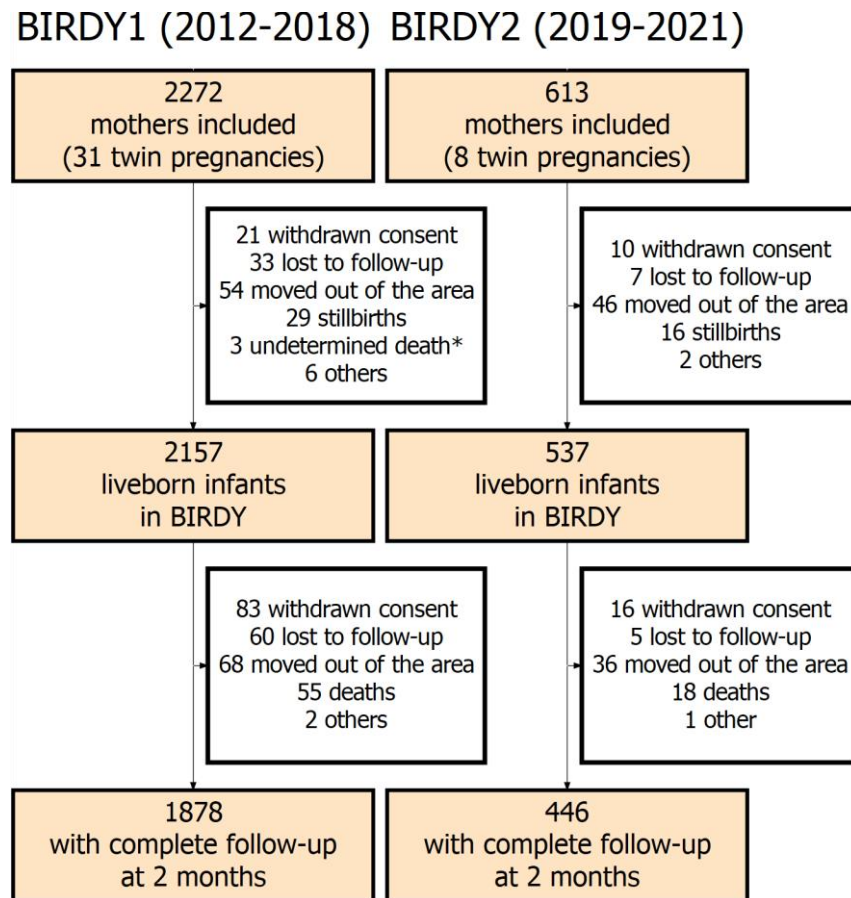 BIRDY1 (2012-2018) BIRDY2 (2019-2021)
2272
mothers included
(31 twin pregnancies)
613
mothers included
(8 twin pregnancies)
21 withdrawn consent
33 lost to follow-up
54 moved out of the area
29 stillbirths
3 undetermined death*
6 others
10 withdrawn consent
7 lost to follow-up
46 moved out of the area
16 stillbirths
2 others
2157
liveborn infants
in BIRDY
537
liveborn infants
in BIRDY
83 withdrawn consent
60 lost to follow-up
68 moved out of the area
55 deaths
2 others
16 withdrawn consent
5 lost to follow-up
36 moved out of the area
18 deaths
1 other
1878
with complete follow-up
at 2 months
446
with complete follow-up
at 2 months